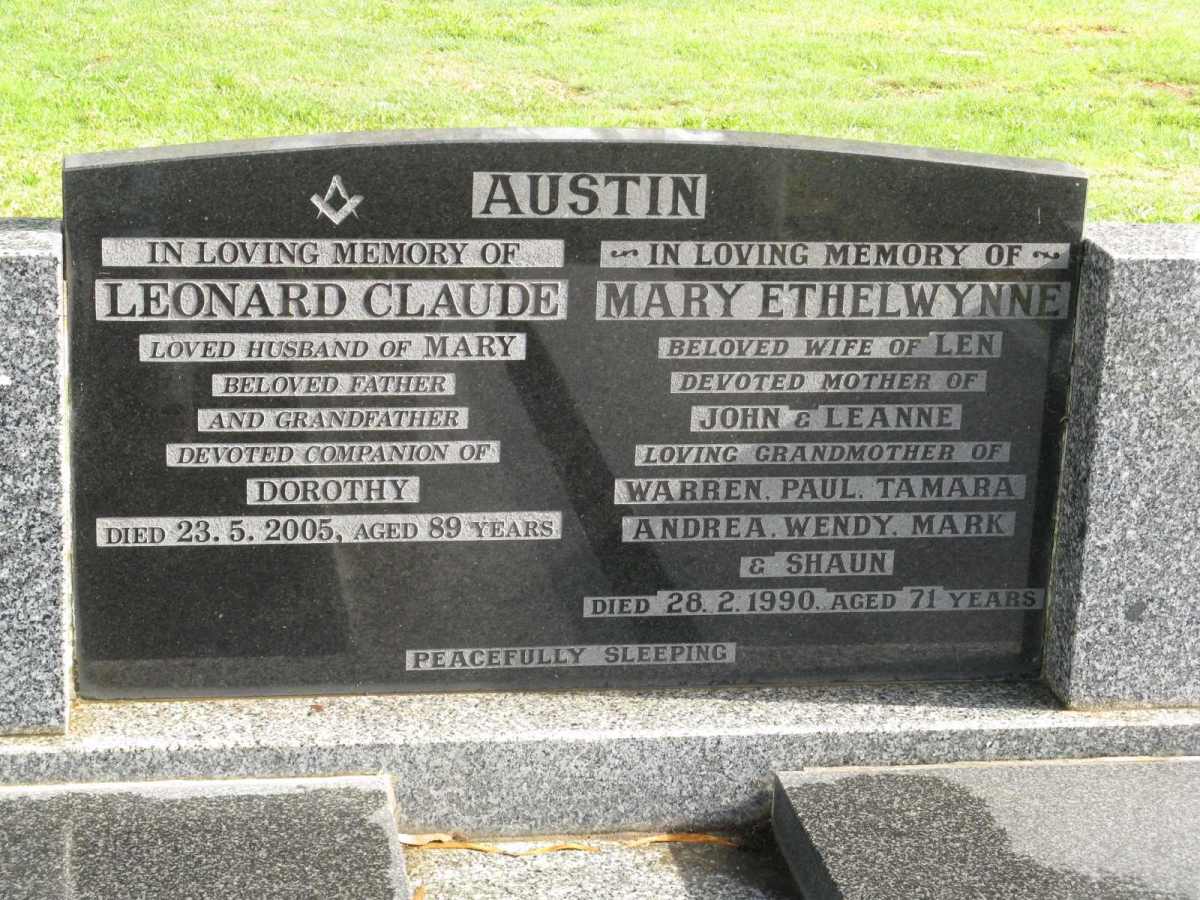 AUSTIN
IN LOVING MEMORY OF
LEONARD CLAUDE
LOVED HUSBAND OF MARY
BELOVED FATHER
AND GRANDFATHER
DEVOTED COMPANION OF
DOROTHY
DIED 23.5.2005, AGED 89 YEARS
~ IN LOVING MEMORY OF ~
MARY ETHELWYNNE
BELOVED WIFE OF LEN
DEVOTED MOTHER OF
JOHN & LEANNE
LOVING GRANDMOTHER OF
WARREN, PAUL, TAMARA
ANDREA, WENDY, MARK
& SHAUN
DIED 28.2.1990, AGED 71 YEARS
PEACEFULLY SLEEPING